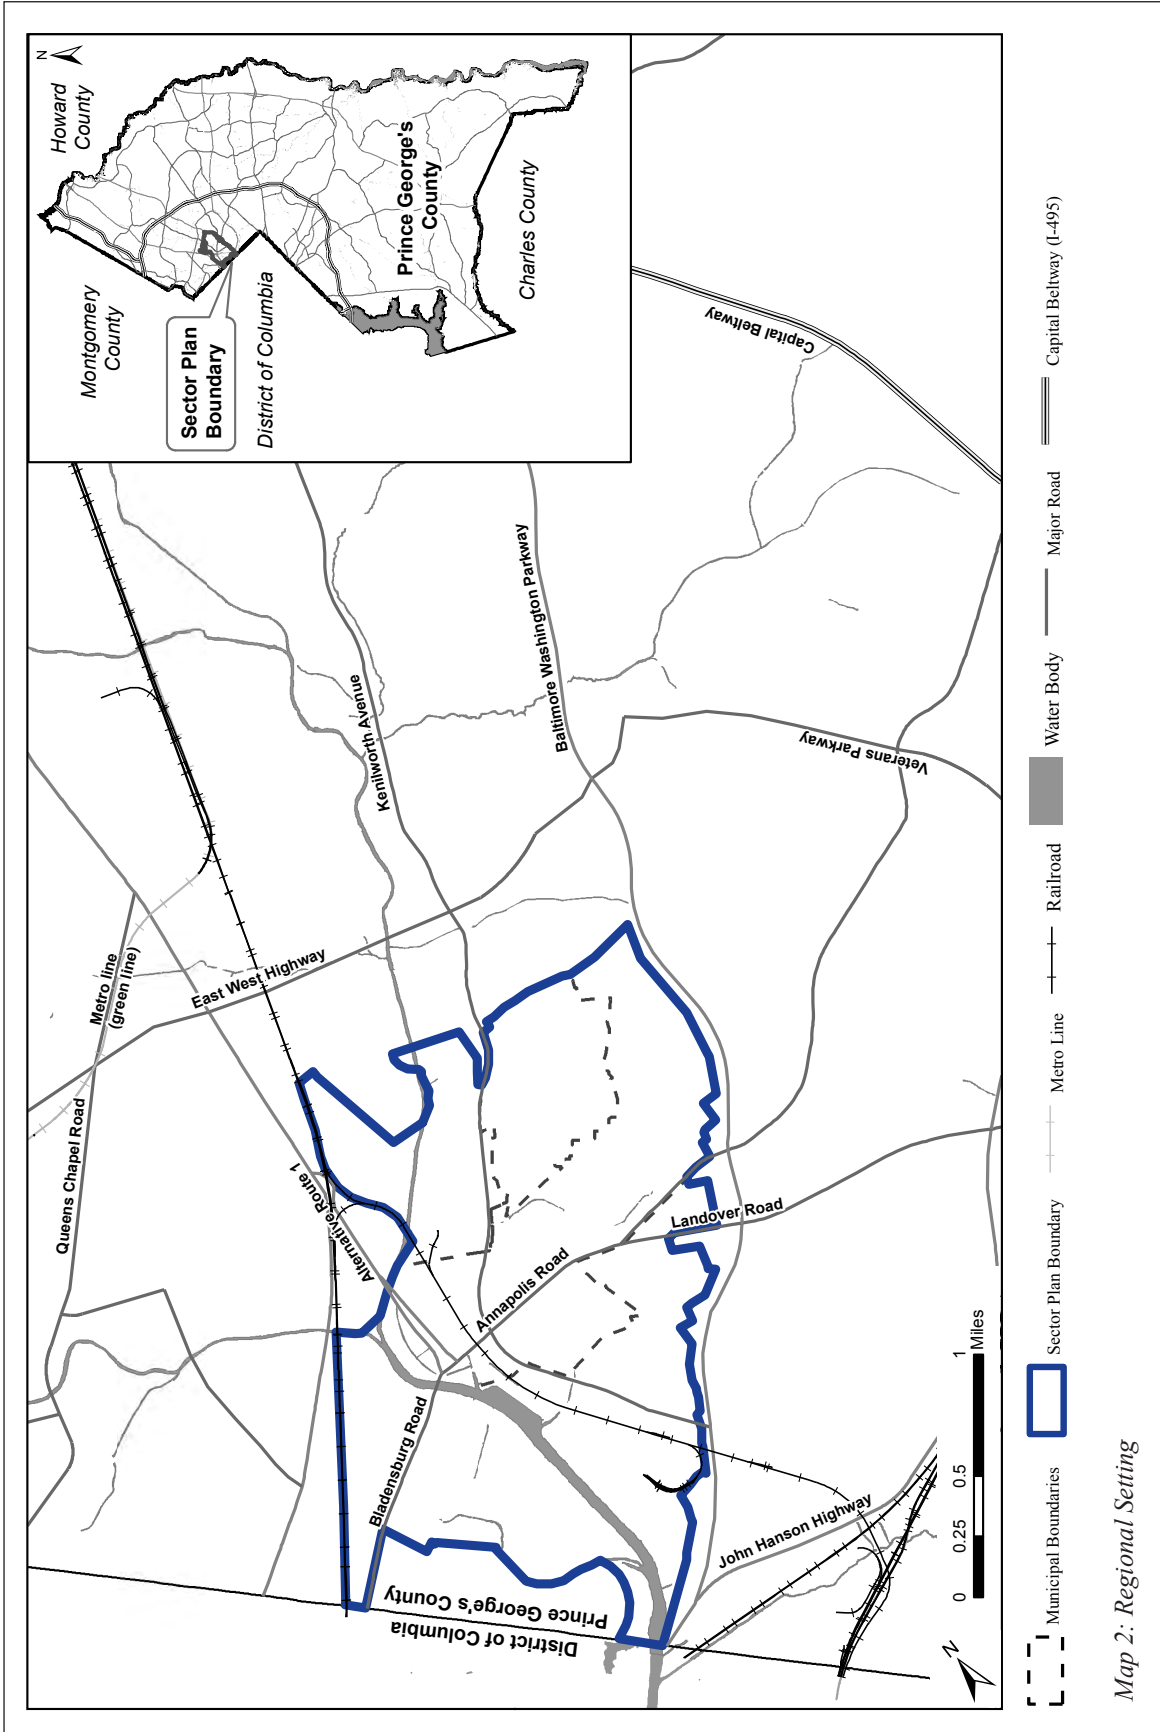 N
Howard
County
Montgomery
County
Prince George's
County
Sector Plan
Boundary
District of Columbia
Charles County
Capital Beltway
Baltimore Washington Parkway
Kenilworth Avenue
Veterans Parkway
Metro line
(green line)
East West Highway
Queens Chapel Road
Alternative Route 1
Landover Road
Annapolis Road
Bladensburg Road
John Hanson Highway
Prince George's County
District of Columbia
N
0 0.25 0.5 1
Miles
Municipal Boundaries
Sector Plan Boundary
Metro Line
Railroad
Water Body
Major Road
Capital Beltway (I-495)
Map 2: Regional Setting